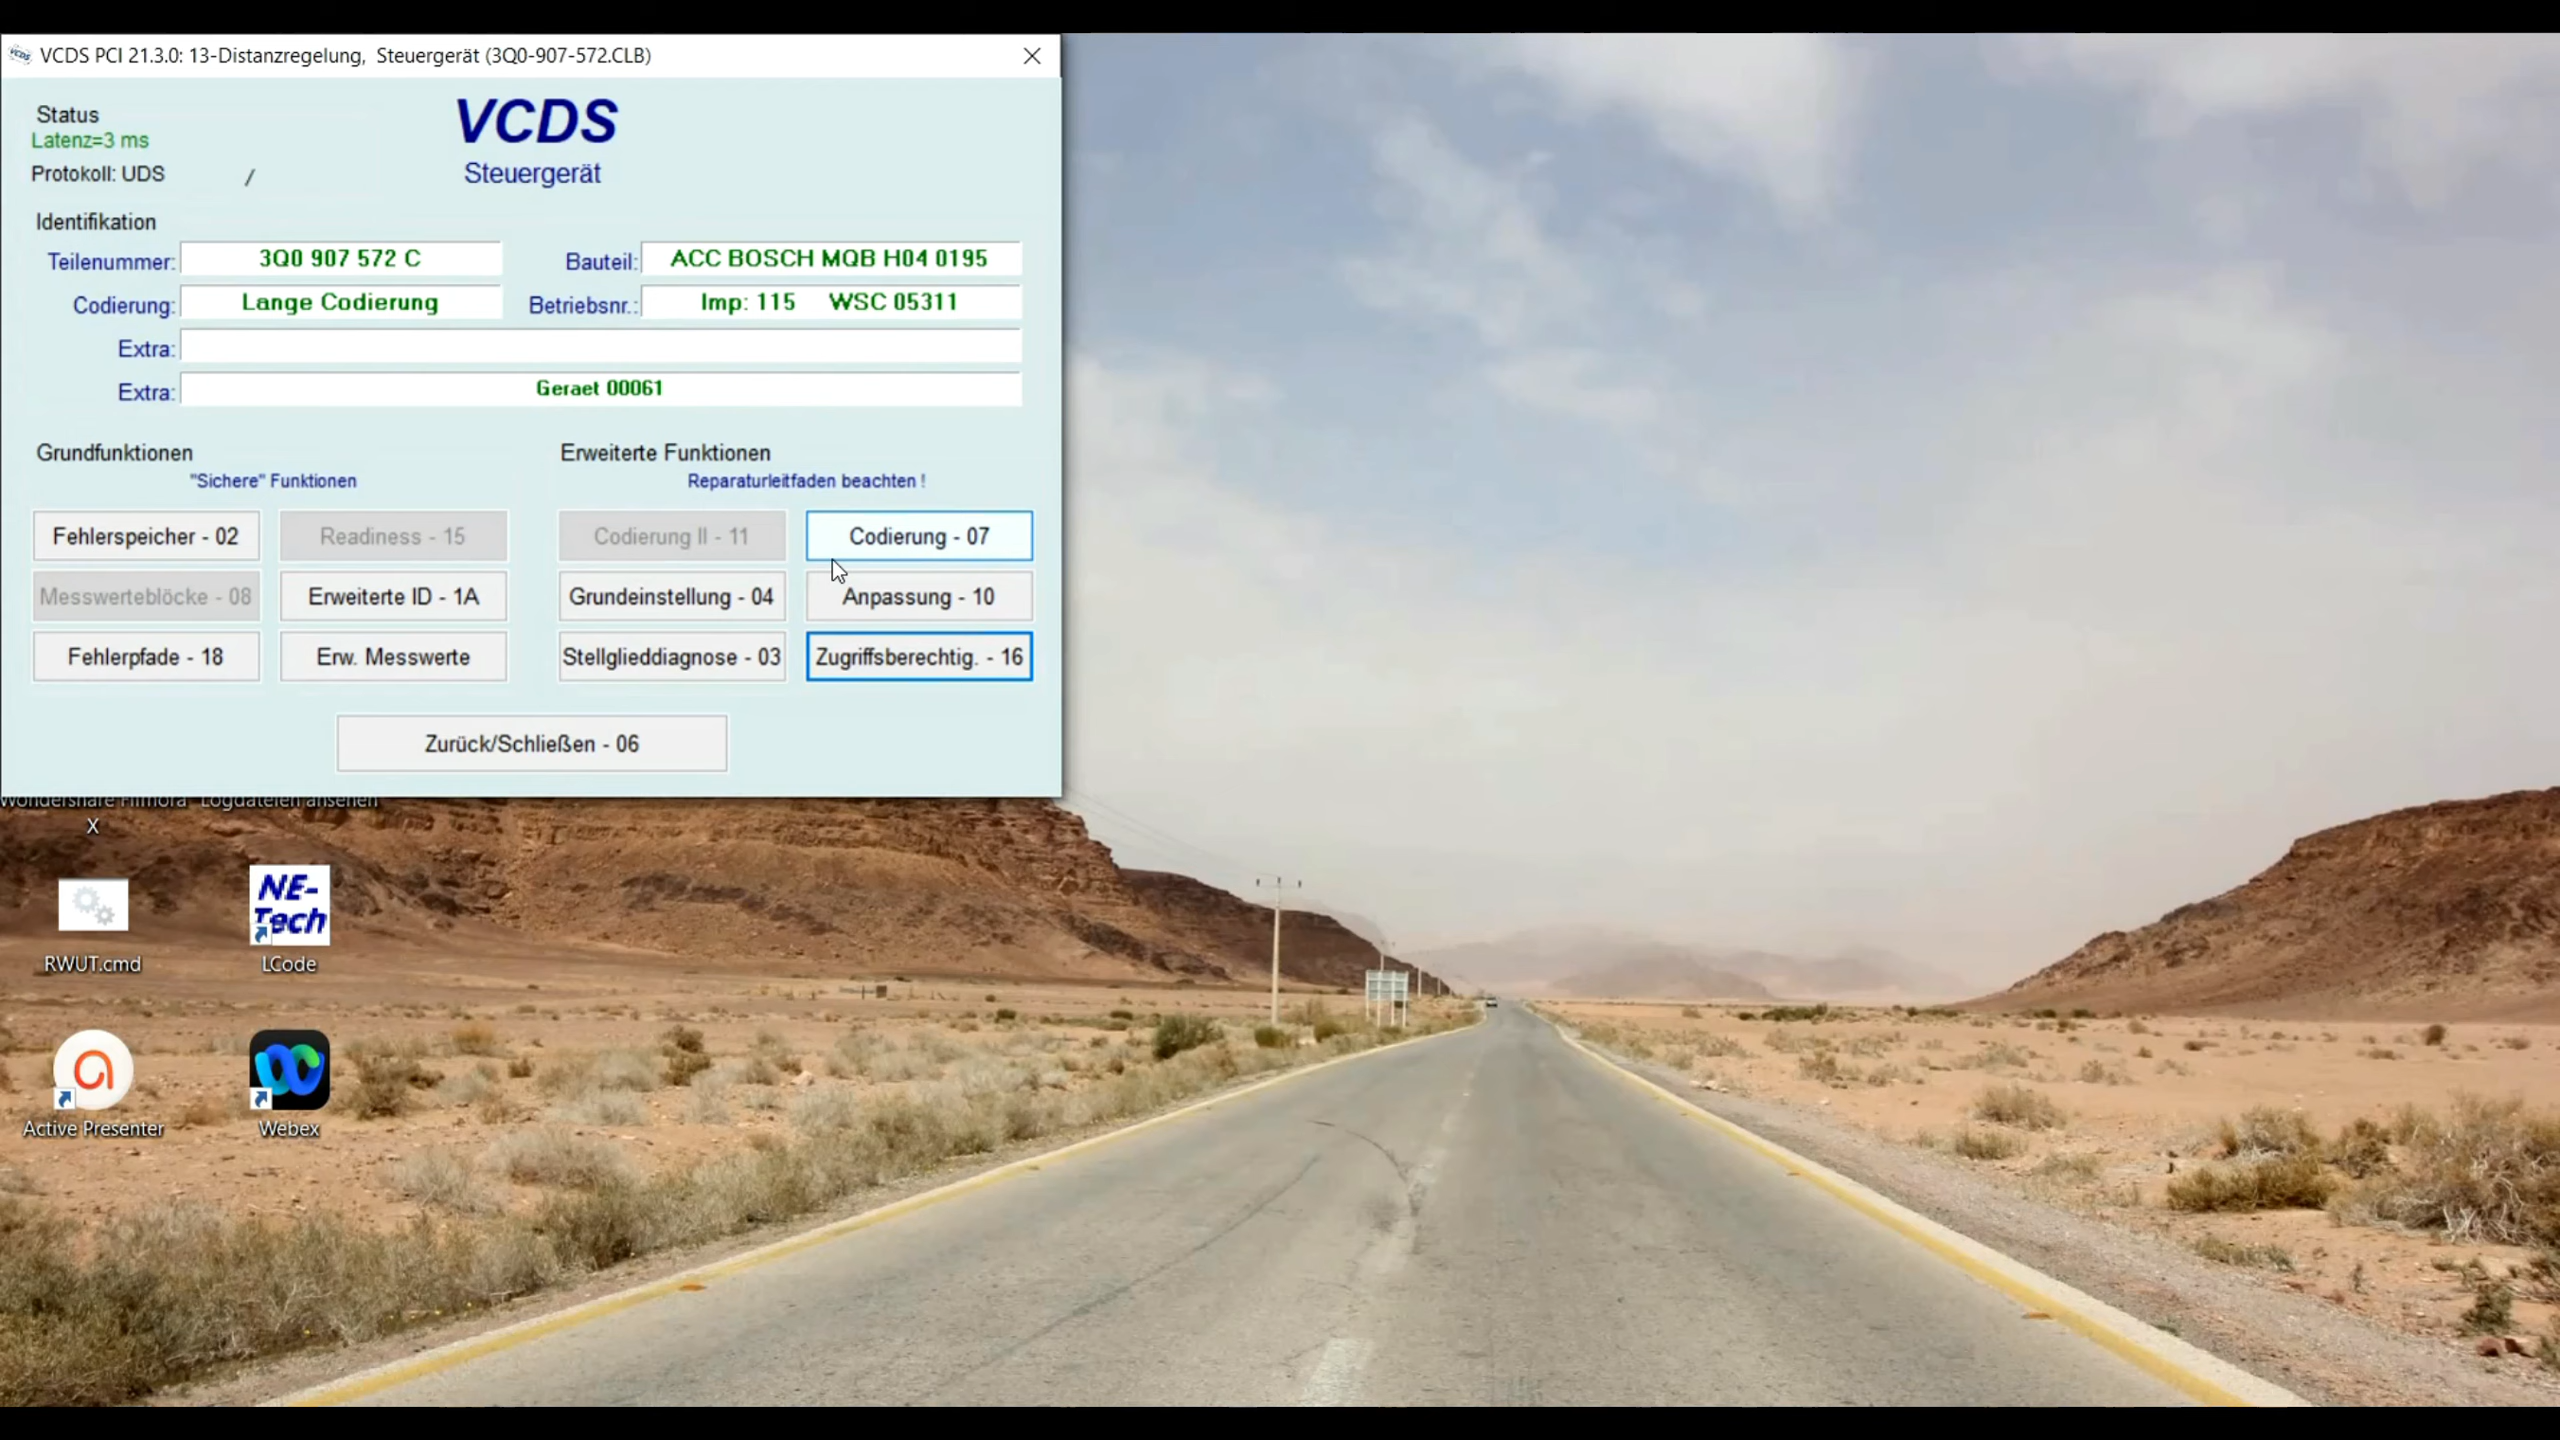 VCDS PCI 21.3.0: 13-Distanzregelung, Steuergerät (3Q0-907-572.CLB)
Status
Latenz=3 ms
Protokoll: UDS /
VCDS
Steuergerät
Identifikation
Teilenummer: 3Q0 907 572 C
Bauteil: ACC BOSCH MQB H04 0195
Codierung: Lange Codierung
Betriebsnr.: Imp: 115 WSC 05311
Extra:
Extra: Geraet 00061
Grundfunktionen
"Sichere" Funktionen
Erweiterte Funktionen
Reparaturleitfaden beachten !
Fehlerspeicher - 02
Readiness - 15
Codierung II - 11
Codierung - 07
Messwerteblöcke - 08
Erweiterte ID - 1A
Grundeinstellung - 04
Anpassung - 10
Fehlerpfade - 18
Erw. Messwerte
Stellglieddiagnose - 03
Zugriffsberechtig. - 16
Zurück/Schließen - 06
Wondershare Filmora
X
Logdateien ansehen
RWUT.cmd
NE-
Tech
LCode
Active Presenter
Webex